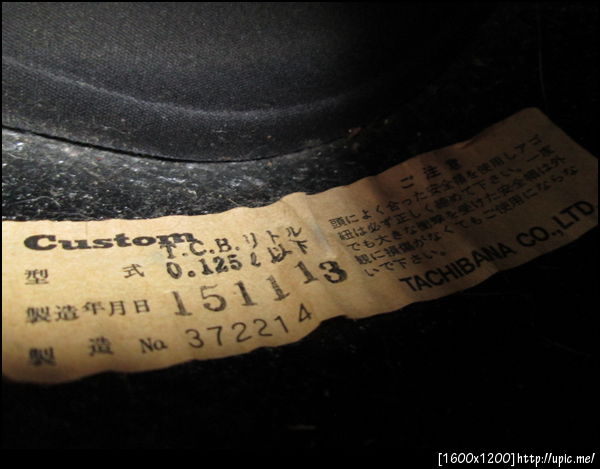 Custom
T.C.B.リトル
型 式 0.125ℓ以下
製造年月日 151113
製造 No. 372214
ご注意
頭によく合った安全帽を使用しアゴ
紐は必ず正しく締めて下さい。一度
でも大きな衝撃を受けた安全帽は外
観に損傷がなくてもご使用にならな
いで下さい。
TACHIBANA CO.,LTD
[1600x1200]http://upic.me/